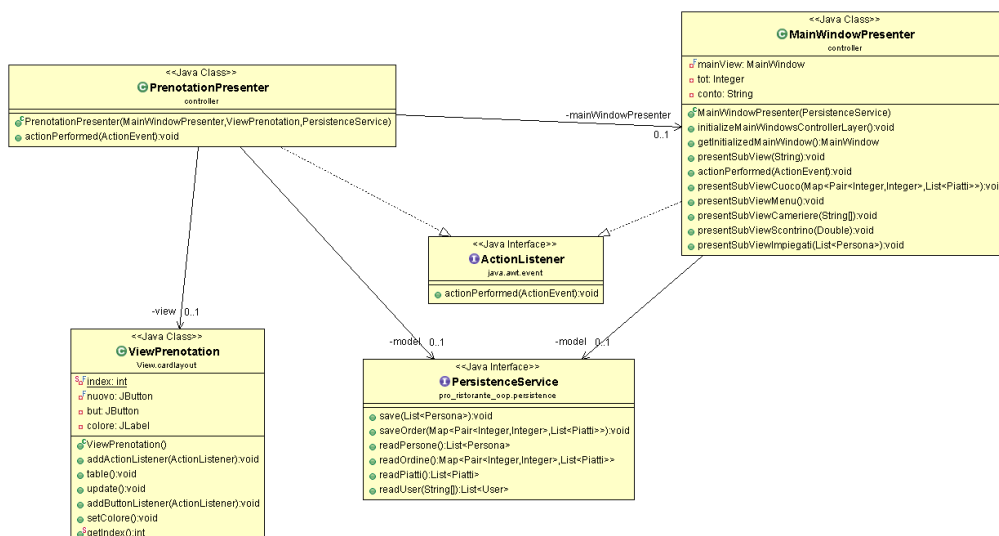 <<Java Class>>
MainWindowPresenter
controller
mainView: MainWindow
tot: Integer
conto: String
MainWindowPresenter(PersistenceService)
initializeMainWindowsControllerLayer():void
getInitializedMainWindow():MainWindow
presentSubView(String):void
actionPerformed(ActionEvent):void
presentSubViewCuoco(Map<Pair<Integer,Integer>,List<Piatti>>):voi
presentSubViewMenu():void
presentSubViewCameriere(String[]):void
presentSubViewScontrino(Double):void
presentSubViewImpiegati(List<Persona>):void
<<Java Class>>
PrenotationPresenter
controller
PrenotationPresenter(MainWindowPresenter,ViewPrenotation,PersistenceService)
actionPerformed(ActionEvent):void
-mainWindowPresenter
0..1
<<Java Interface>>
ActionListener
java.awt.event
actionPerformed(ActionEvent):void
-view 0..1
-model 0..1
-model 0..1
<<Java Class>>
ViewPrenotation
View.cardlayout
index: int
nuovo: JButton
but: JButton
colore: JLabel
ViewPrenotation()
addActionListener(ActionListener):void
table():void
update():void
addButtonListener(ActionListener):void
setColore():void
getIndex():int
<<Java Interface>>
PersistenceService
pro_ristorante_oop.persistence
save(List<Persona>):void
saveOrder(Map<Pair<Integer,Integer>,List<Piatti>>):void
readPersone():List<Persona>
readOrdine():Map<Pair<Integer,Integer>,List<Piatti>>
readPiatti():List<Piatti>
readUser(String[]):List<User>